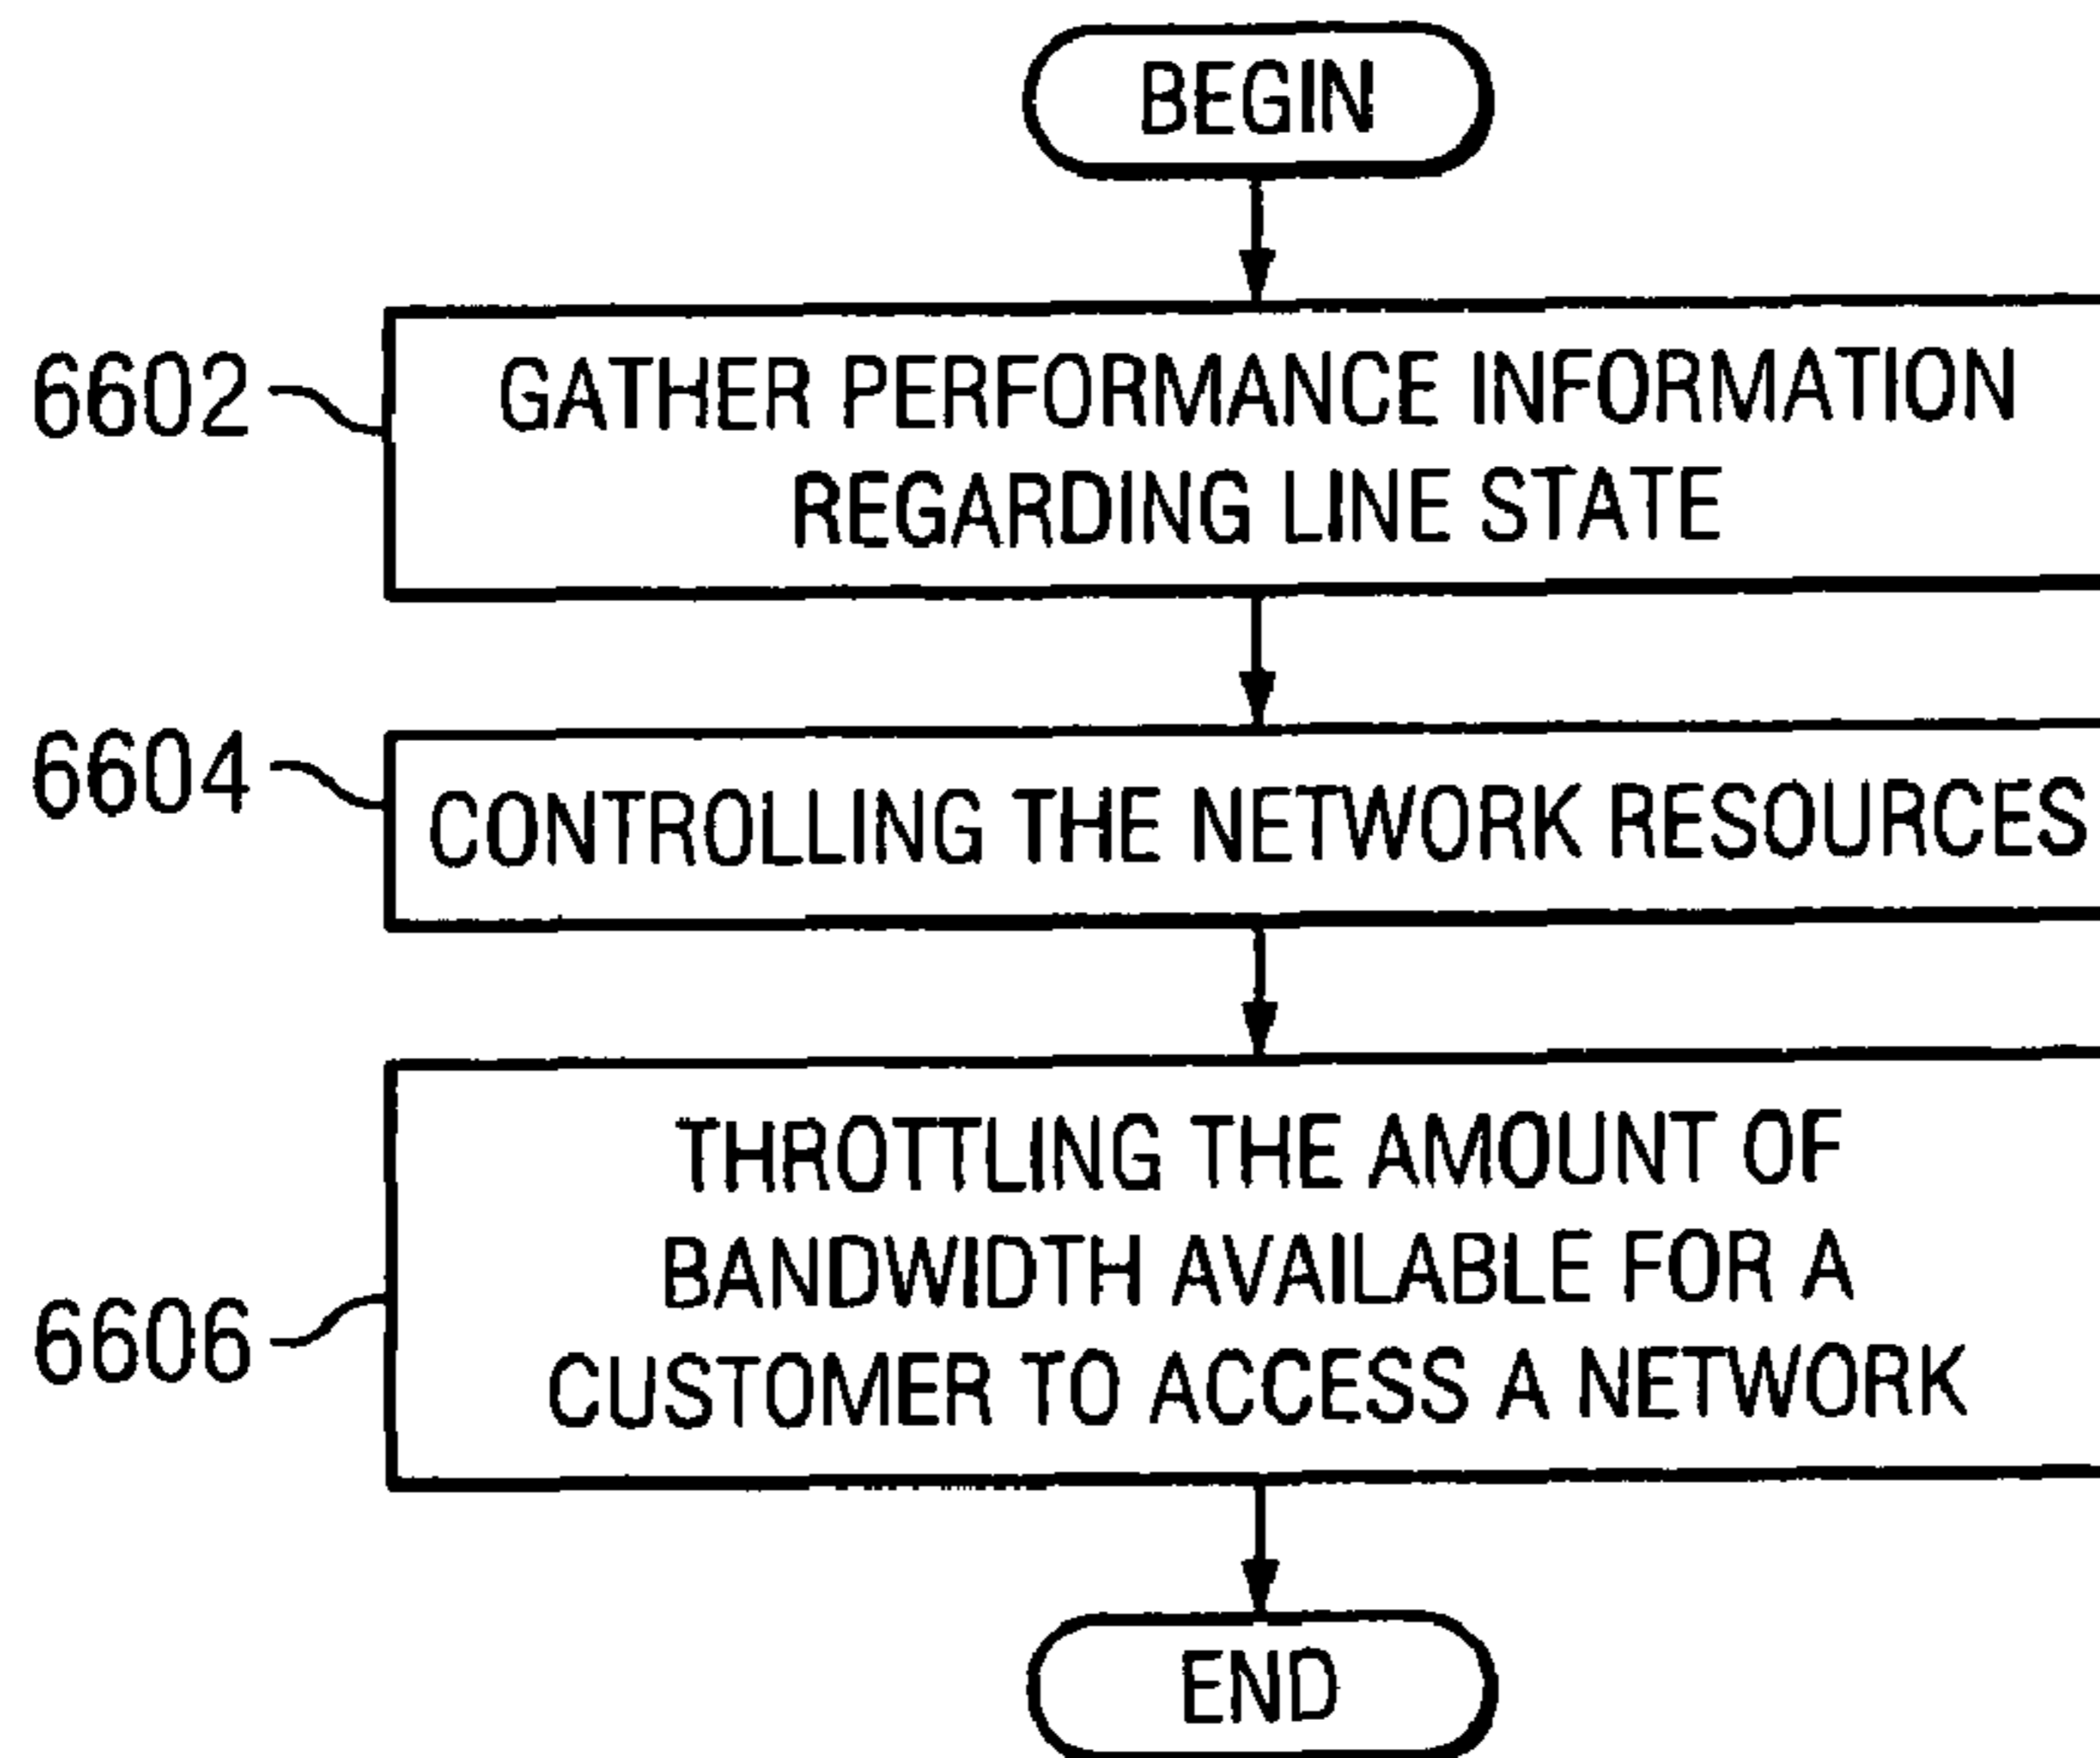 BEGIN
6602
GATHER PERFORMANCE INFORMATION
REGARDING LINE STATE
6604
CONTROLLING THE NETWORK RESOURCES
6606
THROTTLING THE AMOUNT OF
BANDWIDTH AVAILABLE FOR A
CUSTOMER TO ACCESS A NETWORK
END